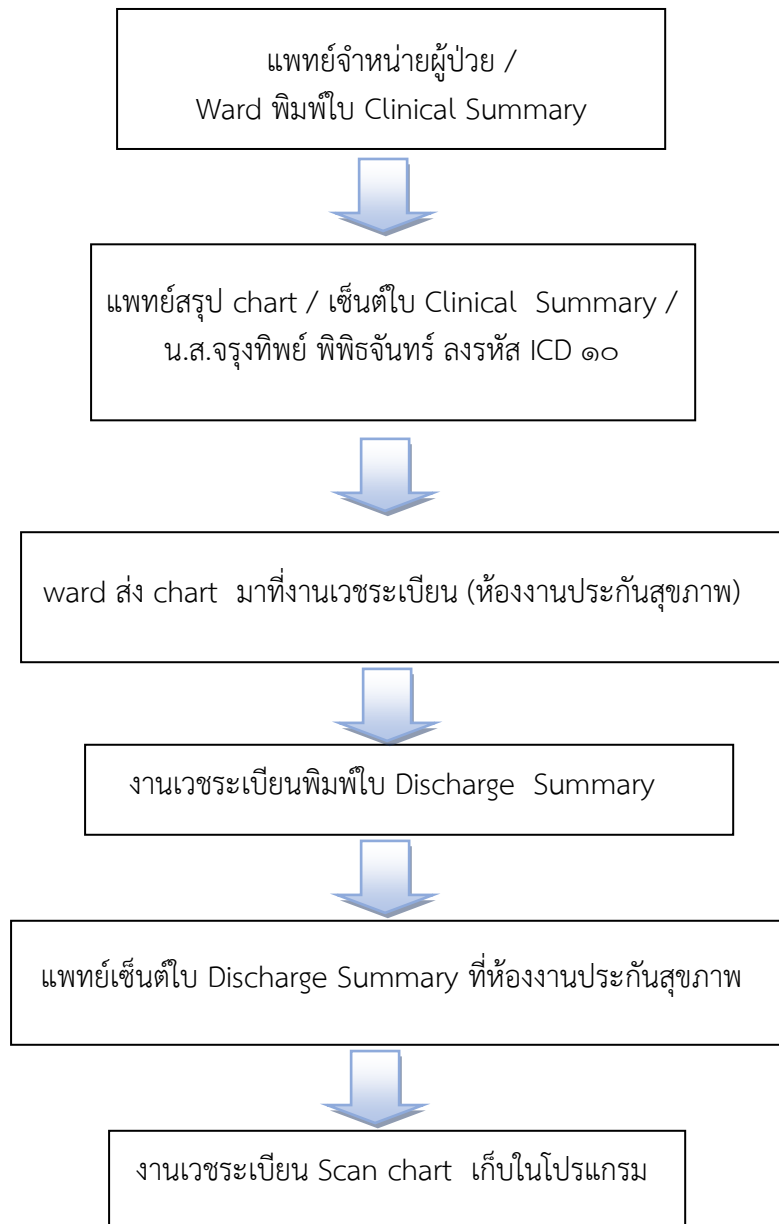 แพทย์จำหน่ายผู้ป่วย /
Ward พิมพ์ใบ Clinical Summary
แพทย์สรุป chart / เซ็นต์ใบ Clinical Summary /
น.ส.จรุงทิพย์ พิพิธจันทร์ ลงรหัส ICD ๑๐
ward ส่ง chart มาที่งานเวชระเบียน (ห้องงานประกันสุขภาพ)
งานเวชระเบียนพิมพ์ใบ Discharge Summary
แพทย์เซ็นต์ใบ Discharge Summary ที่ห้องงานประกันสุขภาพ
งานเวชระเบียน Scan chart เก็บในโปรแกรม